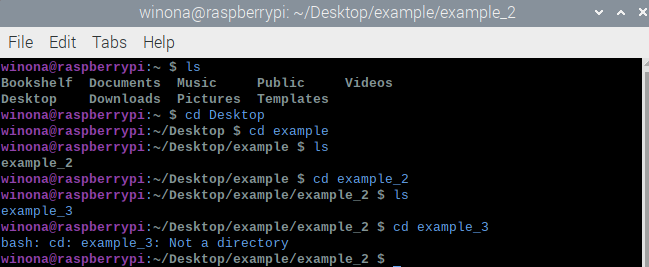 winona@raspberrypi: ~/Desktop/example/example_2
File Edit Tabs Help
winona@raspberrypi:~ $ ls
Bookshelf  Documents  Music     Public     Videos
Desktop    Downloads  Pictures  Templates
winona@raspberrypi:~ $ cd Desktop
winona@raspberrypi:~/Desktop $ cd example
winona@raspberrypi:~/Desktop/example $ ls
example_2
winona@raspberrypi:~/Desktop/example $ cd example_2
winona@raspberrypi:~/Desktop/example/example_2 $ ls
example_3
winona@raspberrypi:~/Desktop/example/example_2 $ cd example_3
bash: cd: example_3: Not a directory
winona@raspberrypi:~/Desktop/example/example_2 $